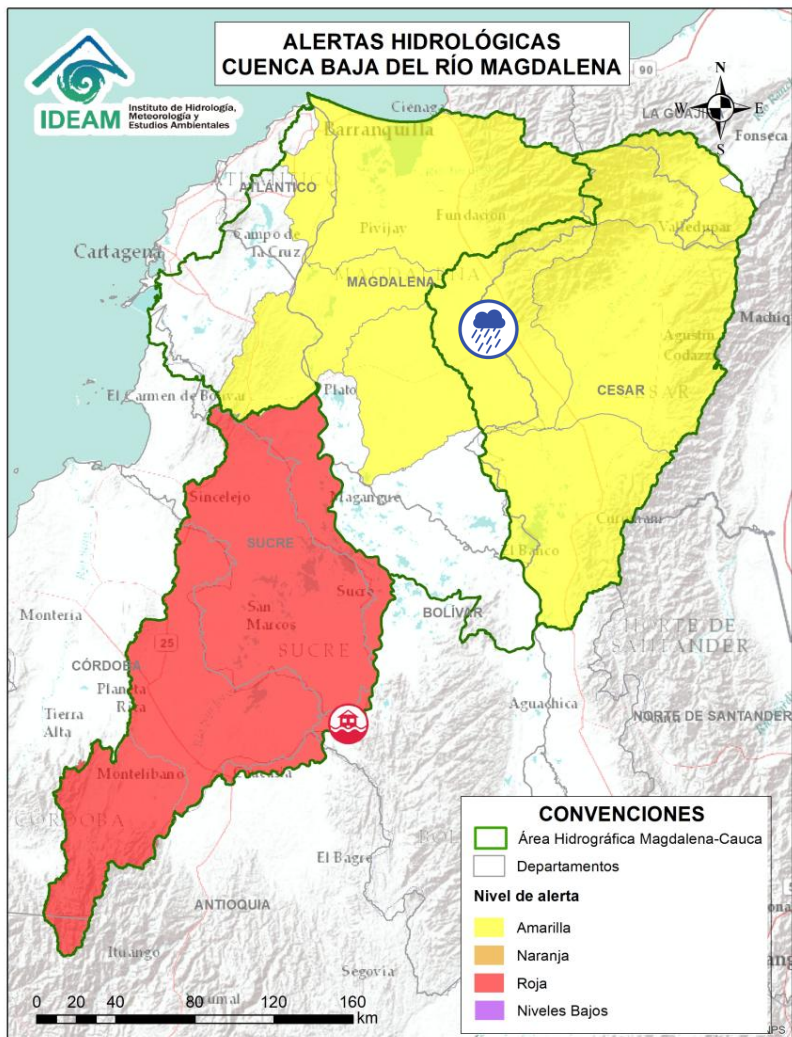 ALERTAS HIDROLÓGICAS
CUENCA BAJA DEL RÍO MAGDALENA
IDEAM
Instituto de Hidrología,
Meteorología y
Estudios Ambientales
N
W
E
S
90
Ciénaga
LA GUAJIRA
Fonseca
Barranquilla
ATLÁNTICO
Valledupar
Pivijay
Fundación
Campo de
la Cruz
Cartagena
MAGDALENA
MAGDALENA
Agustín
Codazzi
CESAR
CESAR
El Carmen de Bolívar
Plato
Sincelejo
Magangué
Curumaní
SUCRE
El Banco
Sucre
San
Marcos
BOLÍVAR
Montería
SUCRE
NORTE DE
SANTANDER
25
CÓRDOBA
Planeta
Rica
Aguachica
Tierra
Alta
NORTE DE SANTANDER
Montelíbano
CÓRDOBA
El Bagre
ANTIOQUIA
Ituango
Segovia
CONVENCIONES
Área Hidrográfica Magdalena-Cauca
Departamentos
Nivel de alerta
Amarilla
Naranja
Roja
Niveles Bajos
0 20 40 80 120 160
km